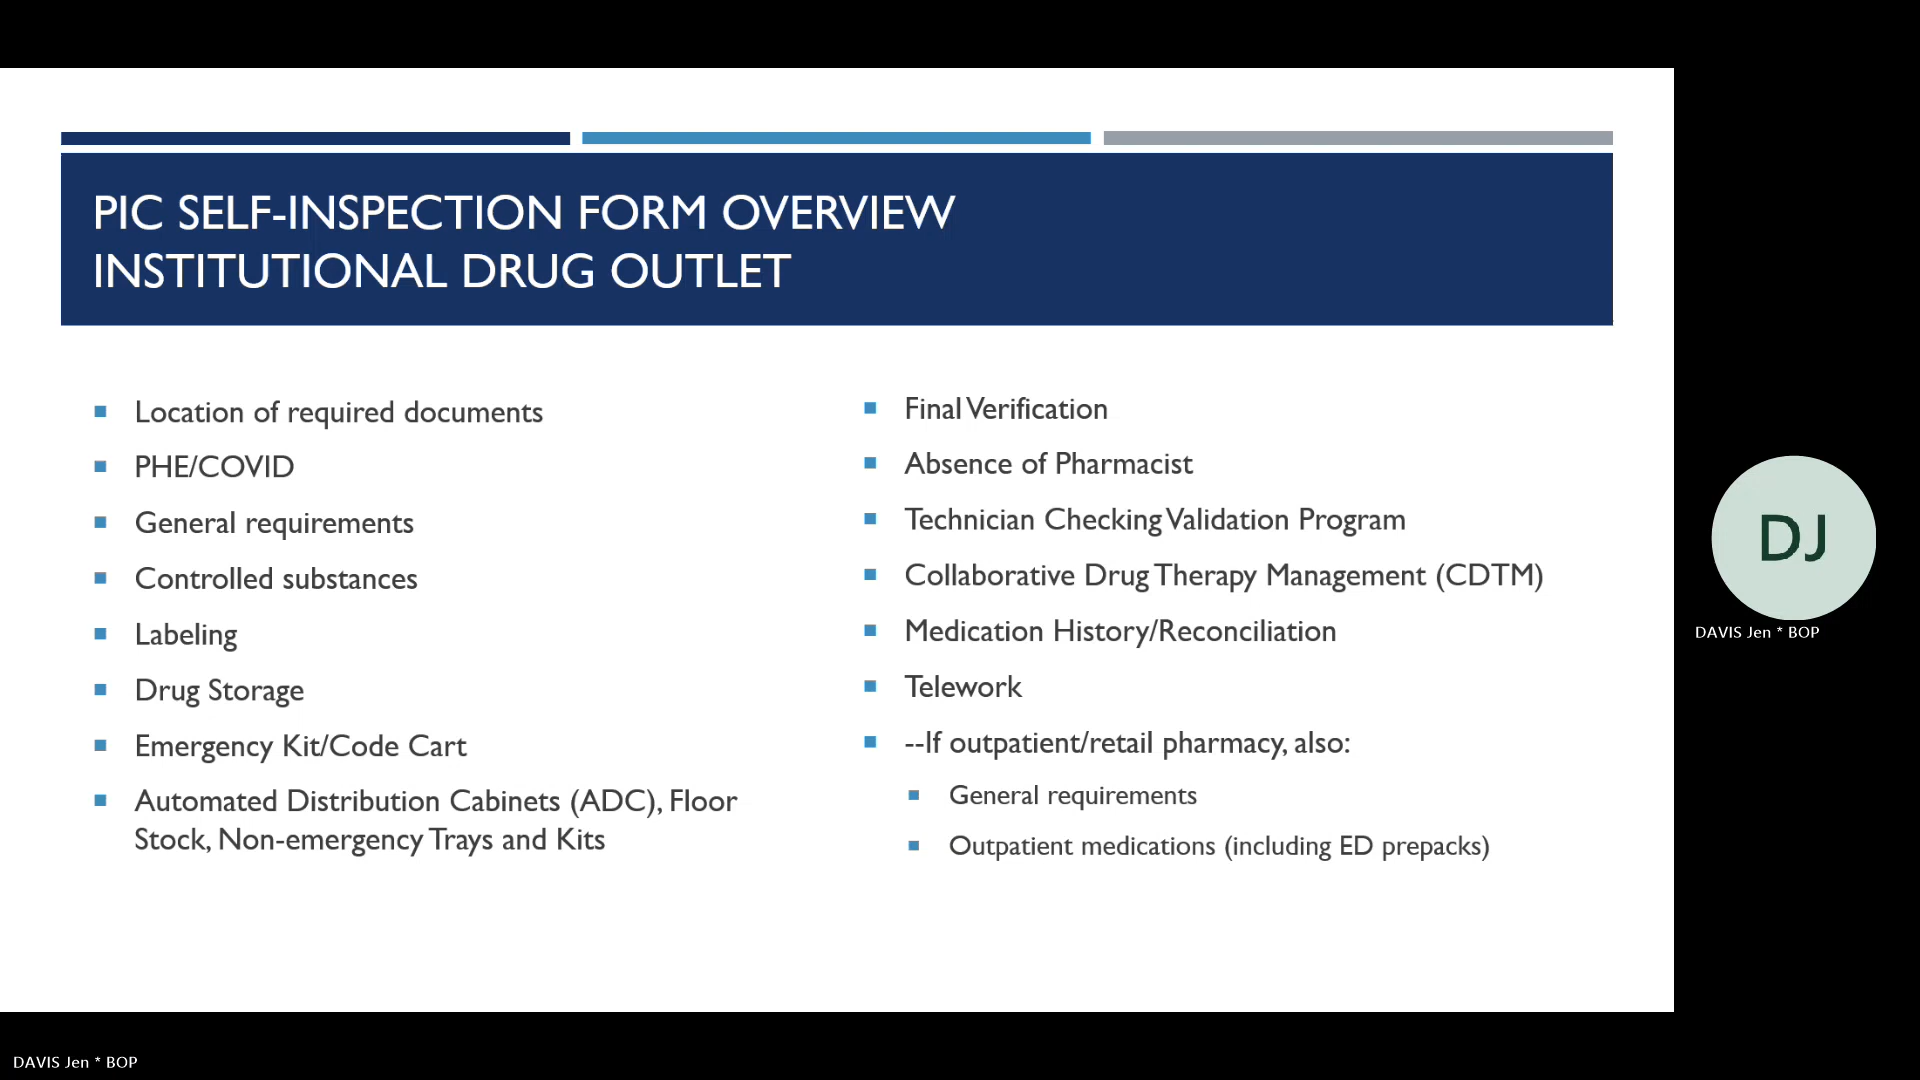 PIC SELF-INSPECTION FORM OVERVIEW
INSTITUTIONAL DRUG OUTLET
Location of required documents
PHE/COVID
General requirements
Controlled substances
Labeling
Drug Storage
Emergency Kit/Code Cart
Automated Distribution Cabinets (ADC), Floor
Stock, Non-emergency Trays and Kits
Final Verification
Absence of Pharmacist
Technician Checking Validation Program
Collaborative Drug Therapy Management (CDTM)
Medication History/Reconciliation
Telework
--If outpatient/retail pharmacy, also:
General requirements
Outpatient medications (including ED prepacks)
DJ
DAVIS Jen * BOP
DAVIS Jen * BOP